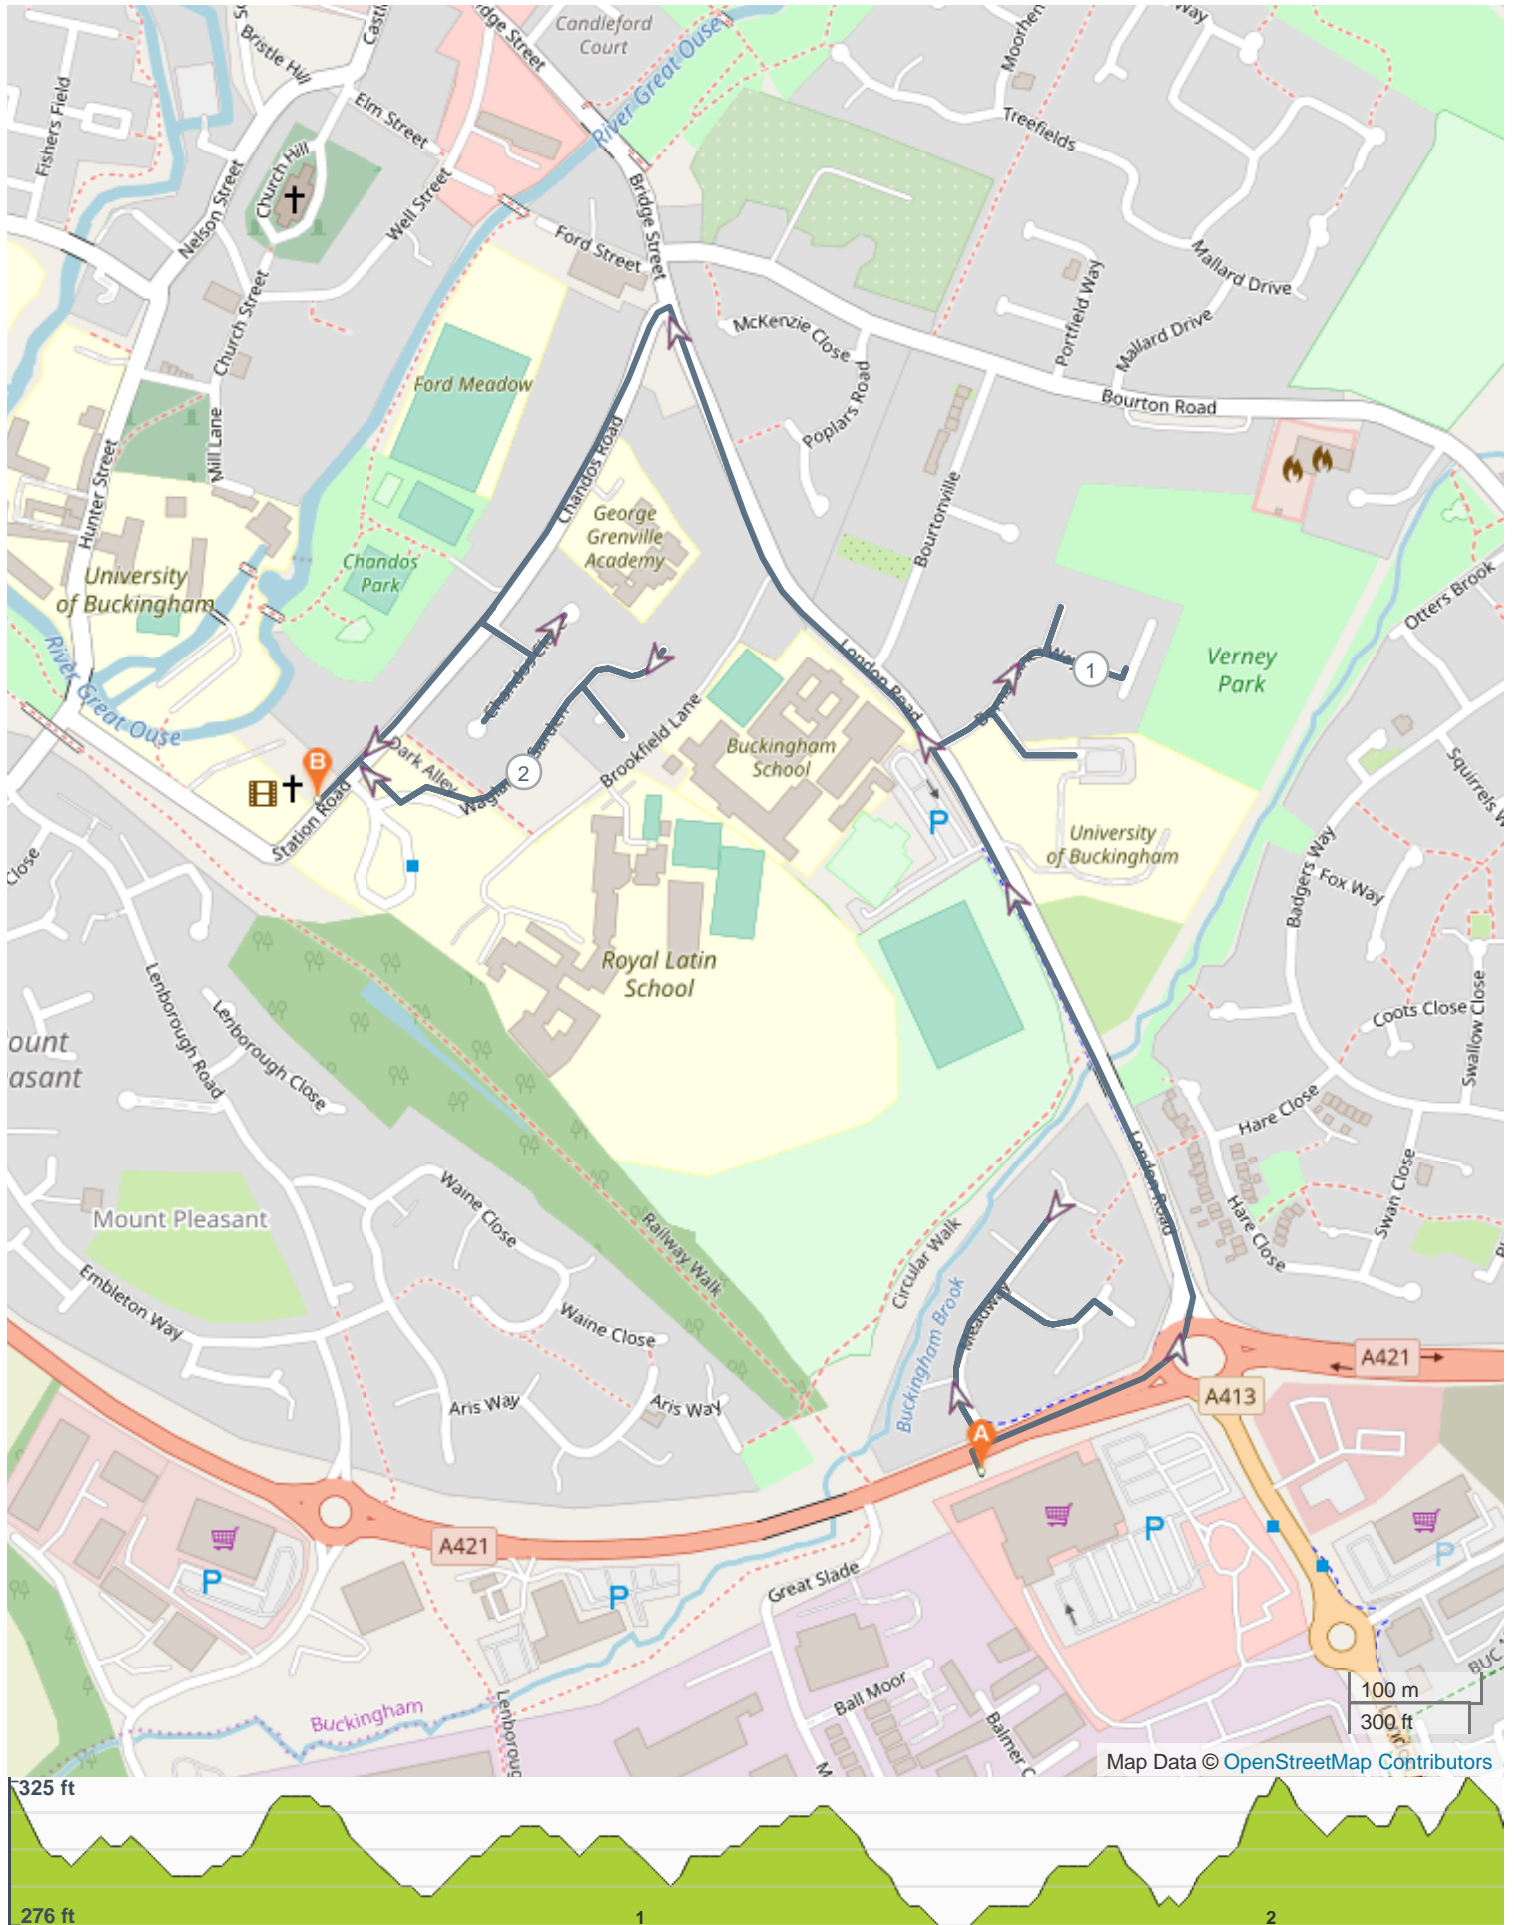 Candleford
Court
Bristle Hill
Fishers Field
Elm Street
Church Hill
Nelson Street
Well Street
River Great Ouse
Bridge Street
Ford Street
Treefields
Mallard Drive
Portfield Way
Mallard Drive
Church Street
McKenzie Close
Poplars Road
Bourton Road
Ford Meadow
Mill Lane
Hunter Street
Chandos Road
George
Grenville
Academy
Bourtonville
Chandos
Park
University
of Buckingham
Otters Brook
River Great Ouse
London Road
1
Verney
Park
Chandos Close
Brookfield Lane
Buckingham
School
Dark Alley
2
B
Station Road
P
University
of Buckingham
Badgers Way
Fox Way
Royal Latin
School
Lenborough Road
Lenborough Close
Coots Close
Swallow Close
Hare Close
London Road
Swan Close
Hare Close
Mount Pleasant
Waine Close
Railway Walk
Circular Walk
Embleton Way
Waine Close
Buckingham Brook
Meadway
A421
A413
Aris Way
Aris Way
A
A421
P
P
P
P
Great Slade
Ball Moor
Buckingham
100 m
300 ft
Map Data © OpenStreetMap Contributors
325 ft
276 ft
1
2